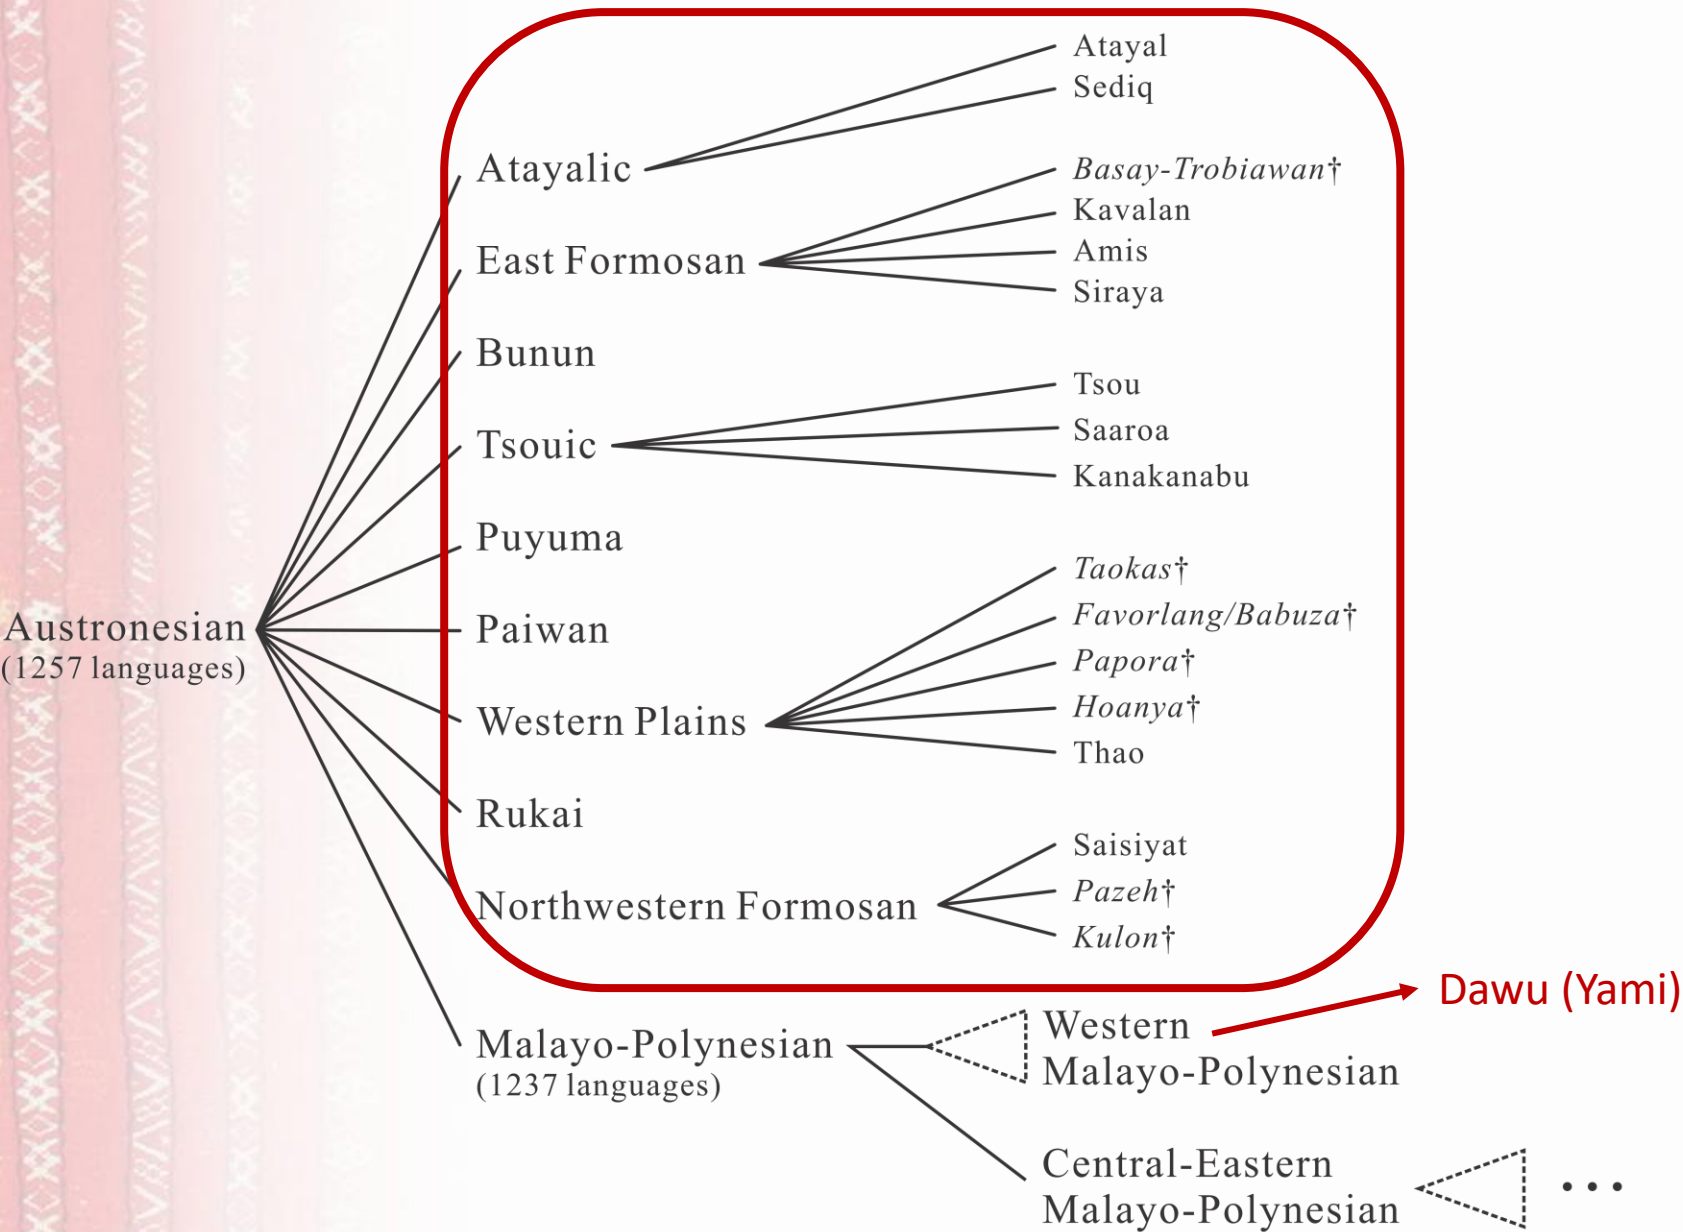 Atayal
Sediq
Atayalic
Basay-Trobiawan†
Kavalan
East Formosan
Amis
Siraya
Bunun
Tsou
Tsouic
Saaroa
Kanakanabu
Puyuma
Taokas†
Austronesian
(1257 languages)
Paiwan
Favorlang/Babuza†
Papora†
Western Plains
Hoanya†
Thao
Rukai
Saisiyat
Northwestern Formosan
Pazeh†
Kulon†
Dawu (Yami)
Malayo-Polynesian
(1237 languages)
Western
Malayo-Polynesian
Central-Eastern
Malayo-Polynesian
...